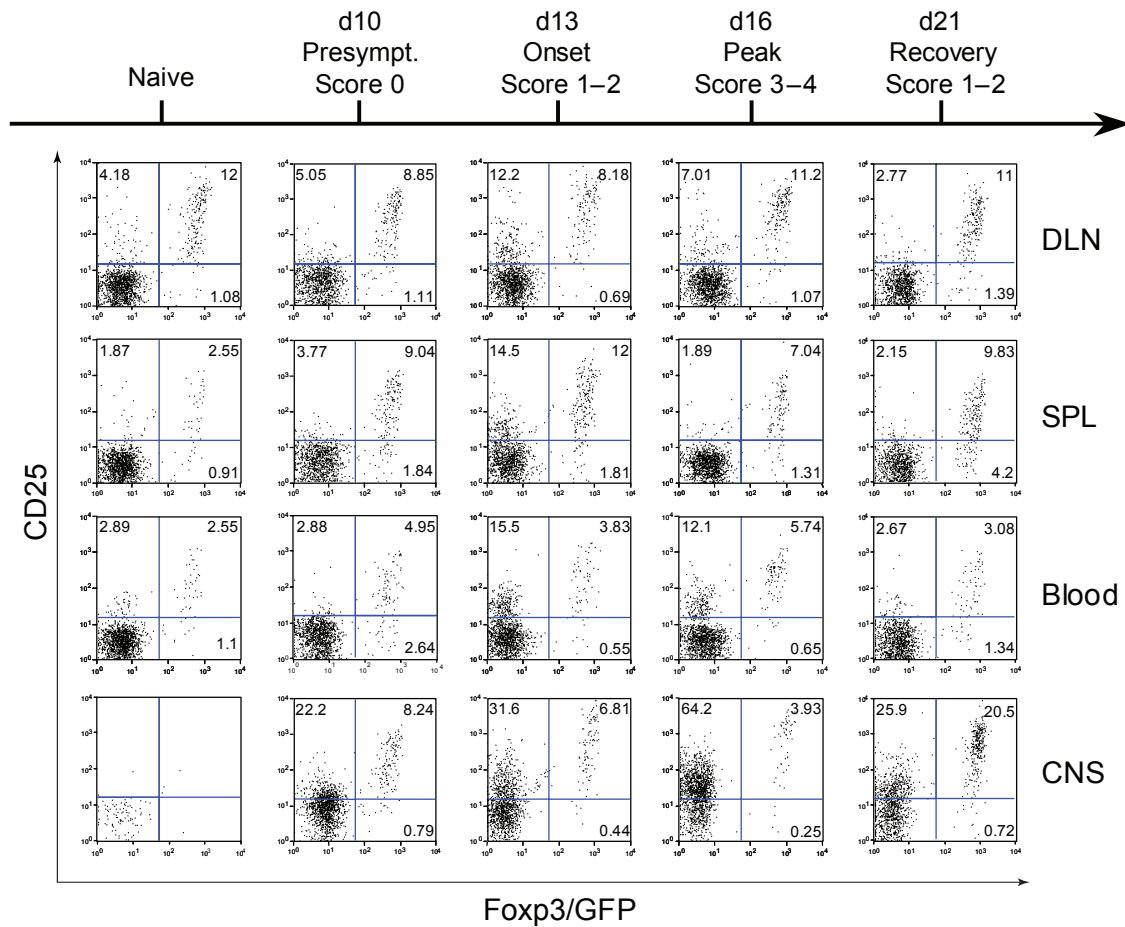 d10
d13
d16
d21
Naive
Presympt.
Onset
Peak
Recovery
Score 0
Score 1–2
Score 3–4
Score 1–2
4.18 12
1.08
5.05 8.85
1.11
12.2 8.18
0.69
7.01 11.2
1.07
2.77 11
1.39
DLN
1.87 2.55
0.91
3.77 9.04
1.84
14.5 12
1.81
1.89 7.04
1.31
2.15 9.83
4.2
SPL
2.89 2.55
1.1
2.88 4.95
2.64
15.5 3.83
0.55
12.1 5.74
0.65
2.67 3.08
1.34
Blood
22.2 8.24
0.79
31.6 6.81
0.44
64.2 3.93
0.25
25.9 20.5
0.72
CNS
CD25
Foxp3/GFP